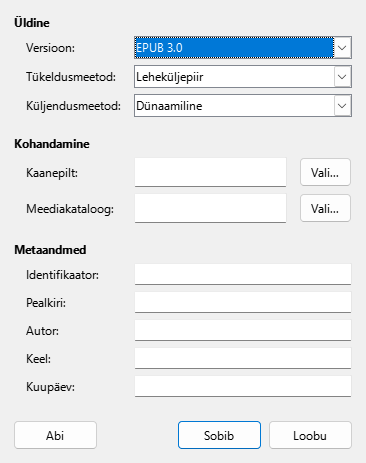 Üldine
Versioon: EPUB 3.0
Tükeldusmeetod: Leheküljepiir
Küljendusmeetod: Dünaamiline
Kohandamine
Kaanepilt: Vali...
Meediakataloog: Vali...
Metaandmed
Identifikaator:
Pealkiri:
Autor:
Keel:
Kuupäev:
Abi Sobib Loobu